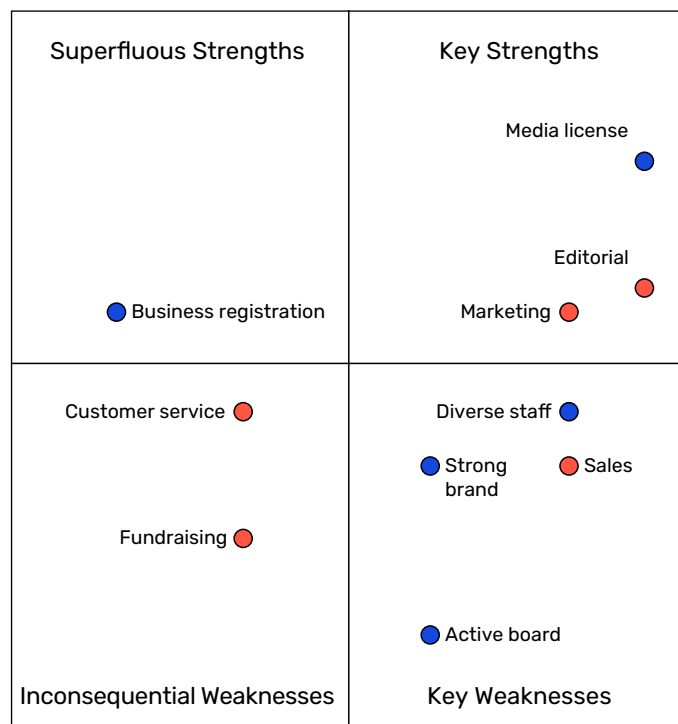 Superfluous Strengths
Key Strengths
Media license
Editorial
Business registration
Marketing
Customer service
Diverse staff
Strong
brand
Sales
Fundraising
Active board
Inconsequential Weaknesses
Key Weaknesses